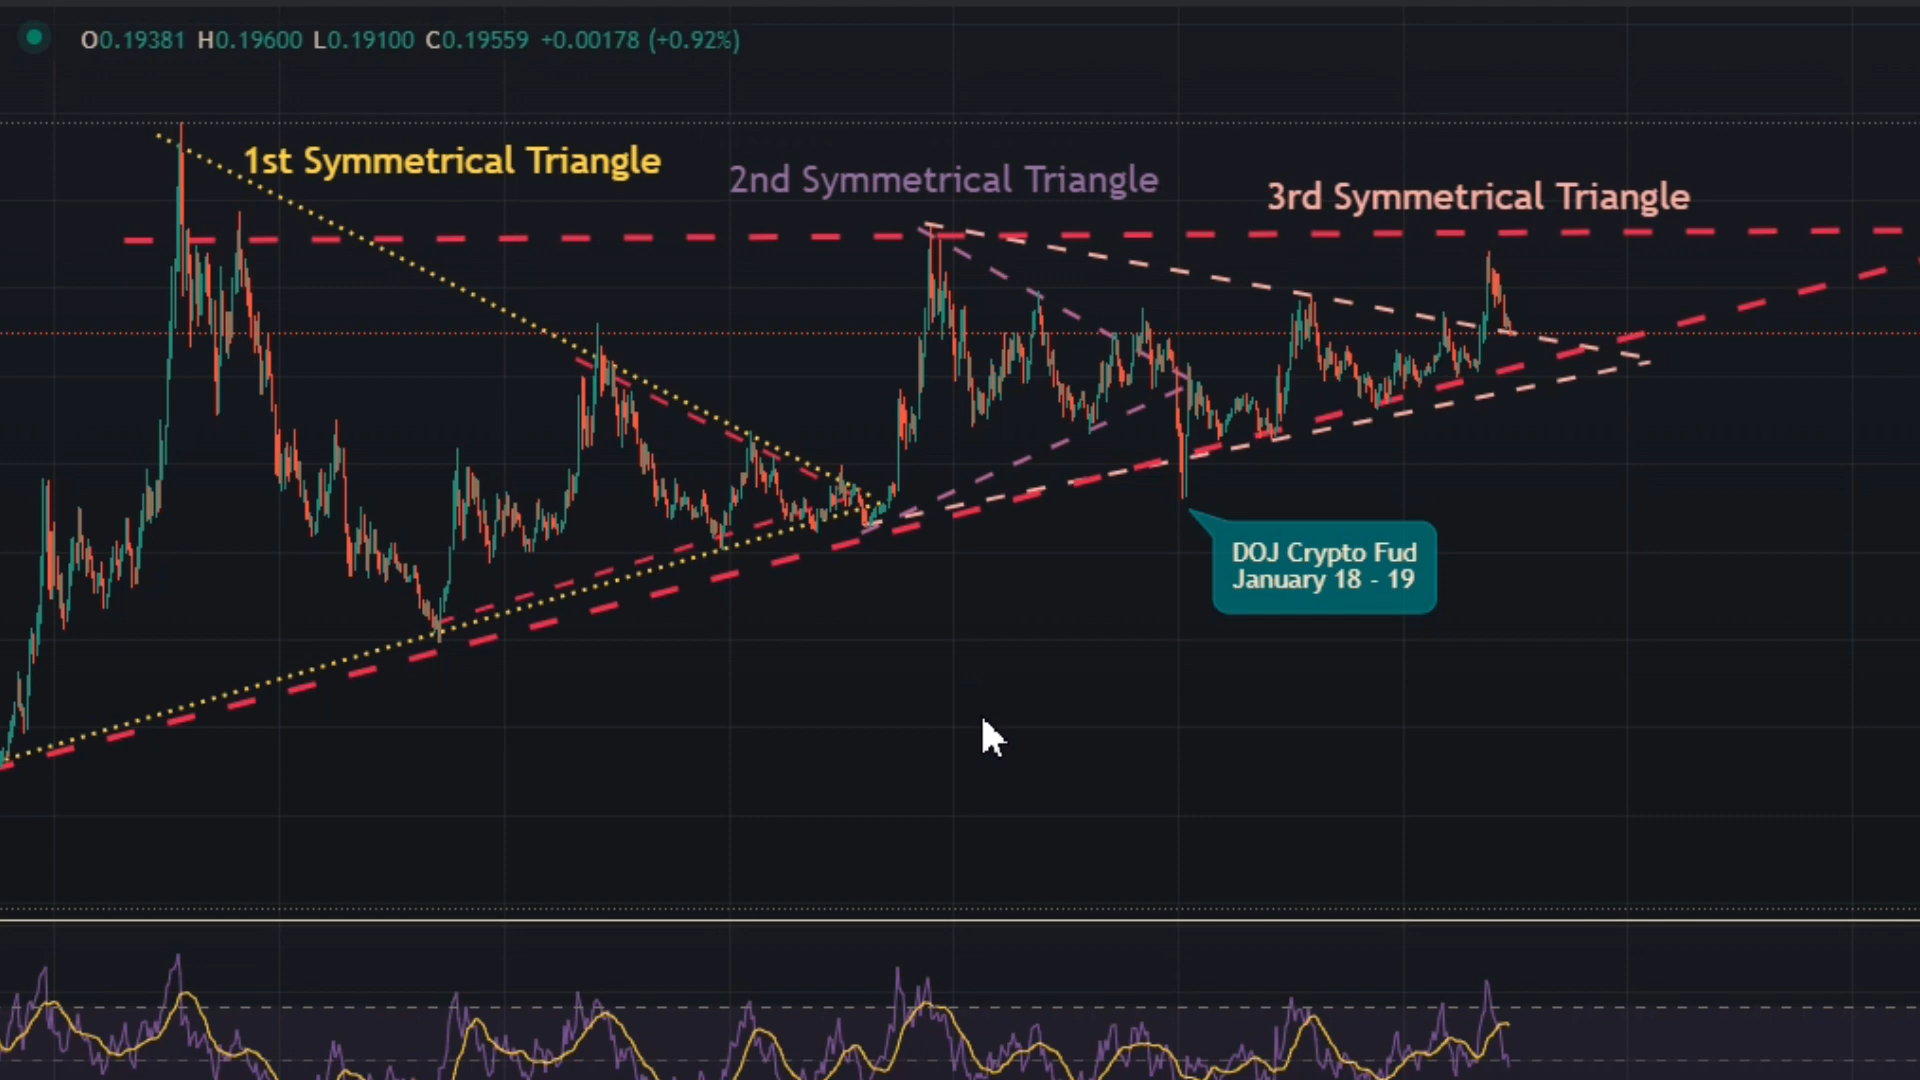 O0.19381 H0.19600 L0.19100 C0.19559 +0.00178 (+0.92%)
1st Symmetrical Triangle
2nd Symmetrical Triangle
3rd Symmetrical Triangle
DOJ Crypto Fud
January 18 - 19